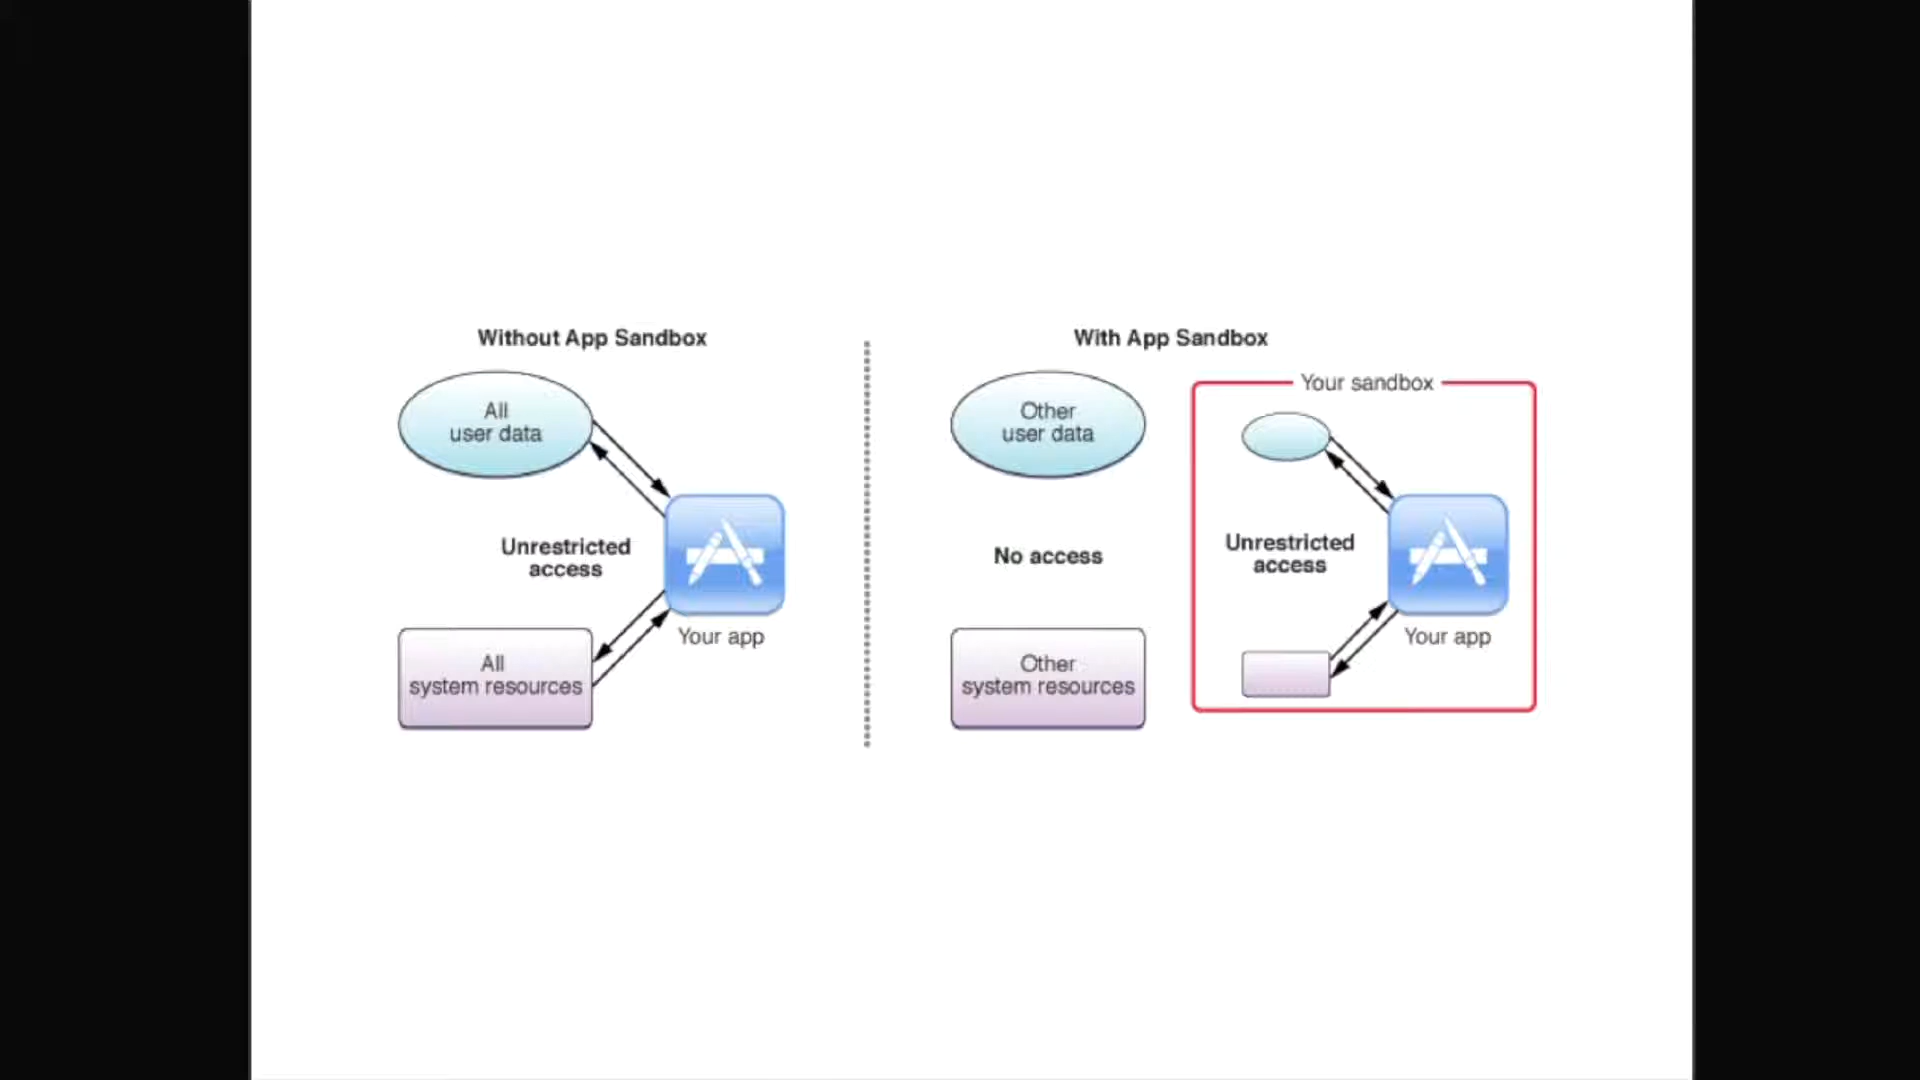 Without App Sandbox
All
user data
Unrestricted
access
Your app
All
system resources
With App Sandbox
Other
user data
No access
Other
system resources
Your sandbox
Unrestricted
access
Your app